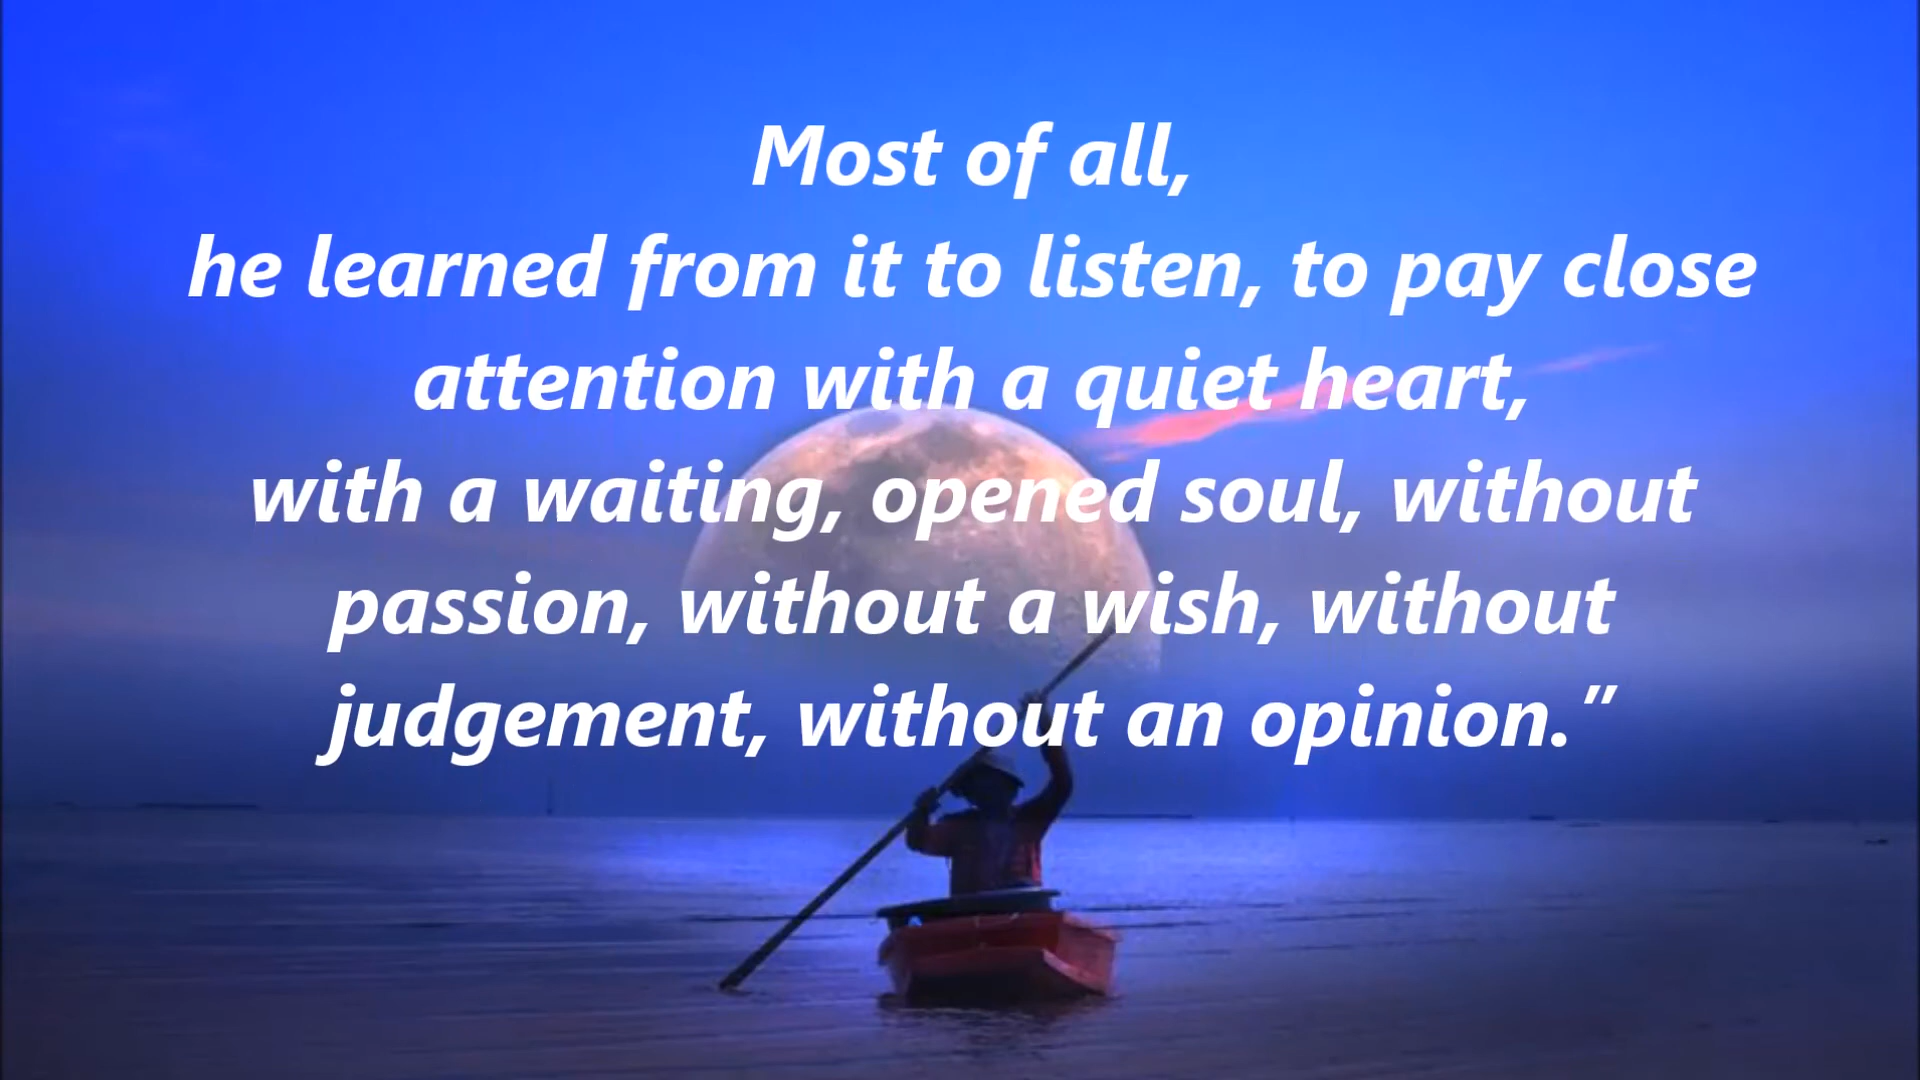 Most of all,
he learned from it to listen, to pay close
attention with a quiet heart,
with a waiting, opened soul, without
passion, without a wish, without
judgement, without an opinion.”